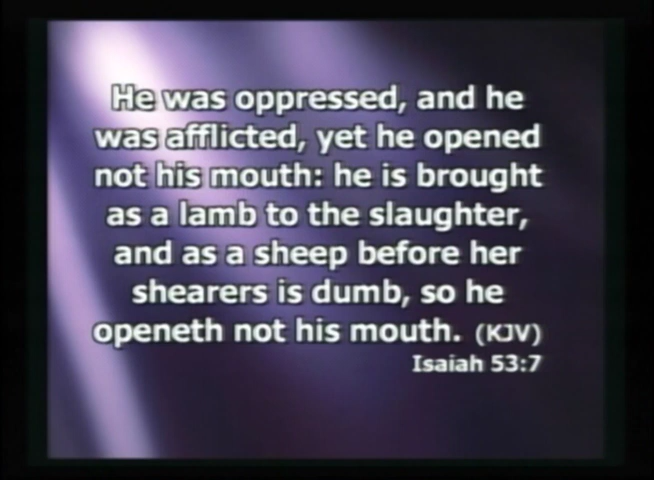 He was oppressed, and he
was afflicted, yet he opened
not his mouth: he is brought
as a lamb to the slaughter,
and as a sheep before her
shearers is dumb, so he
openeth not his mouth. (KJV)
Isaiah 53:7